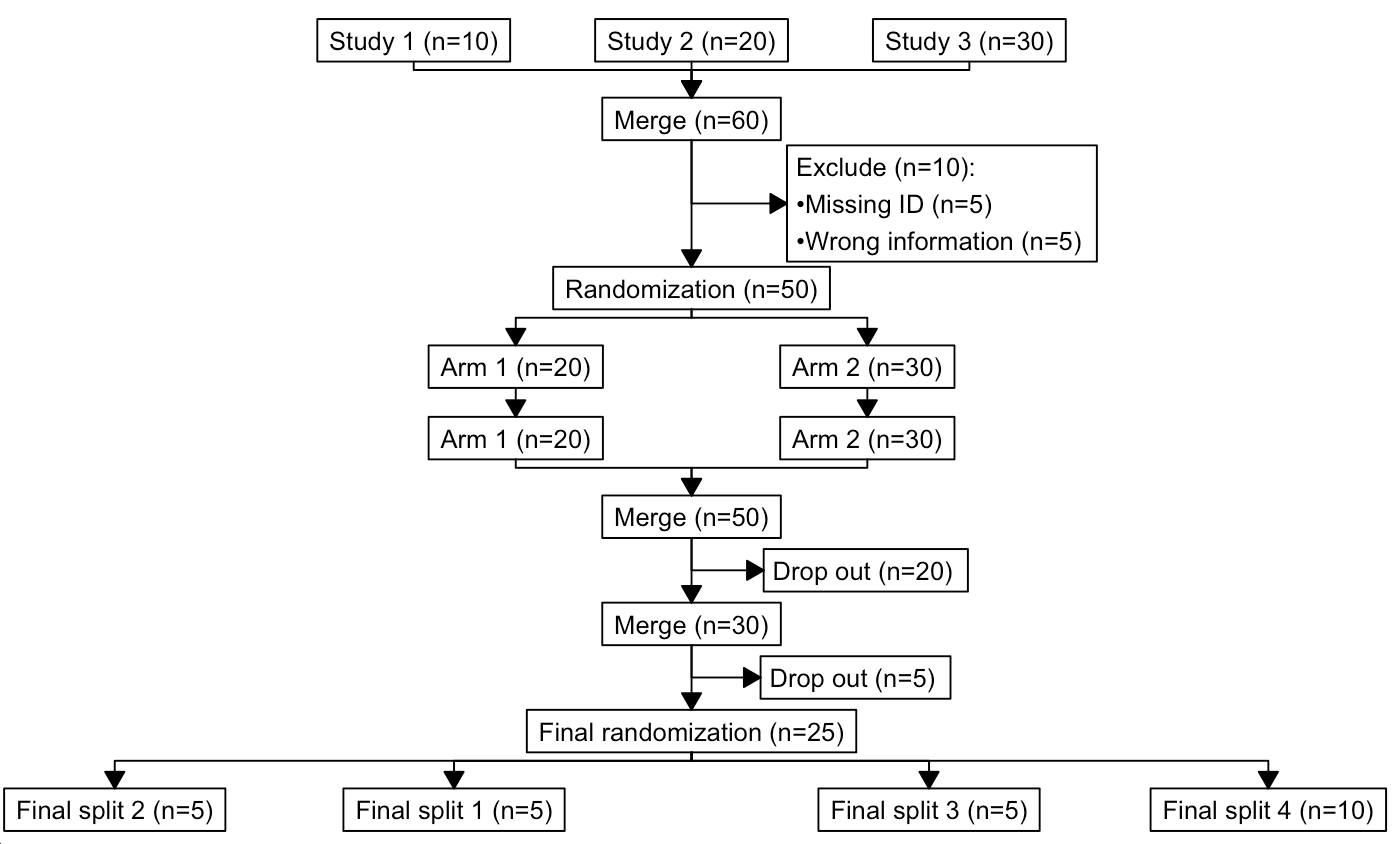 Study 1 (n=10)
Study 2 (n=20)
Study 3 (n=30)
Merge (n=60)
Exclude (n=10):
•Missing ID (n=5)
•Wrong information (n=5)
Randomization (n=50)
Arm 1 (n=20)
Arm 2 (n=30)
Arm 1 (n=20)
Arm 2 (n=30)
Merge (n=50)
Drop out (n=20)
Merge (n=30)
Drop out (n=5)
Final randomization (n=25)
Final split 2 (n=5)
Final split 1 (n=5)
Final split 3 (n=5)
Final split 4 (n=10)